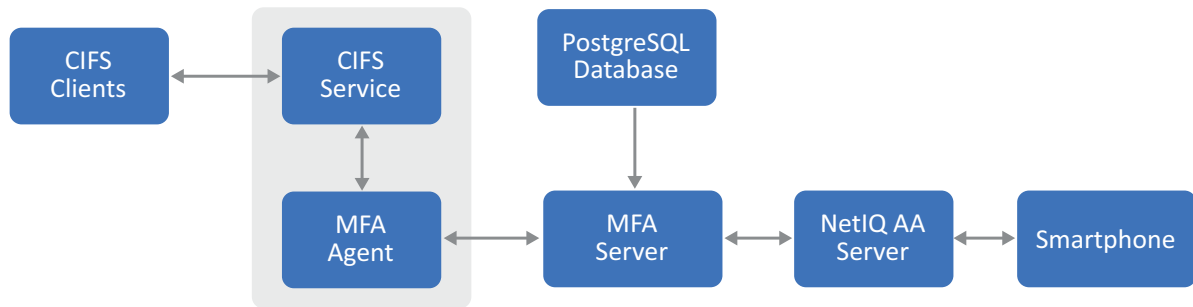 CIFS
Clients
CIFS
Service
PostgreSQL
Database
MFA
Agent
MFA
Server
NetIQ AA
Server
Smartphone